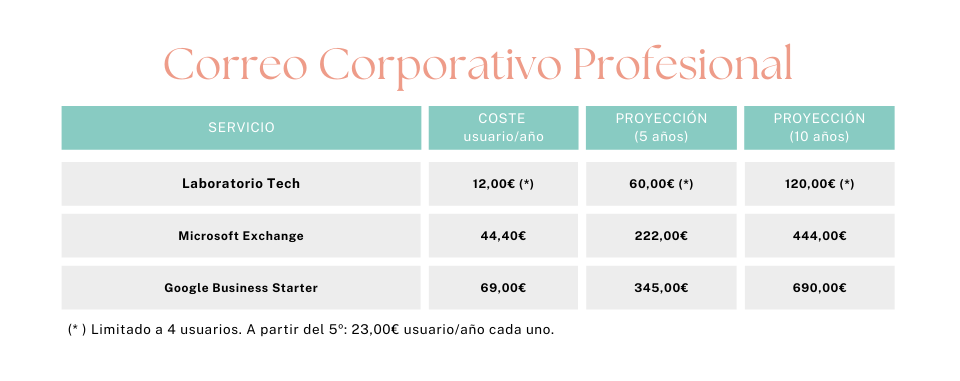 Correo Corporativo Profesional
SERVICIO
COSTE
usuario/año
PROYECCIÓN
(5 años)
PROYECCIÓN
(10 años)
Laboratorio Tech 12,00€ (*) 60,00€ (*) 120,00€ (*)
Microsoft Exchange 44,40€ 222,00€ 444,00€
Google Business Starter 69,00€ 345,00€ 690,00€
(* ) Limitado a 4 usuarios. A partir del 5º: 23,00€ usuario/año cada uno.